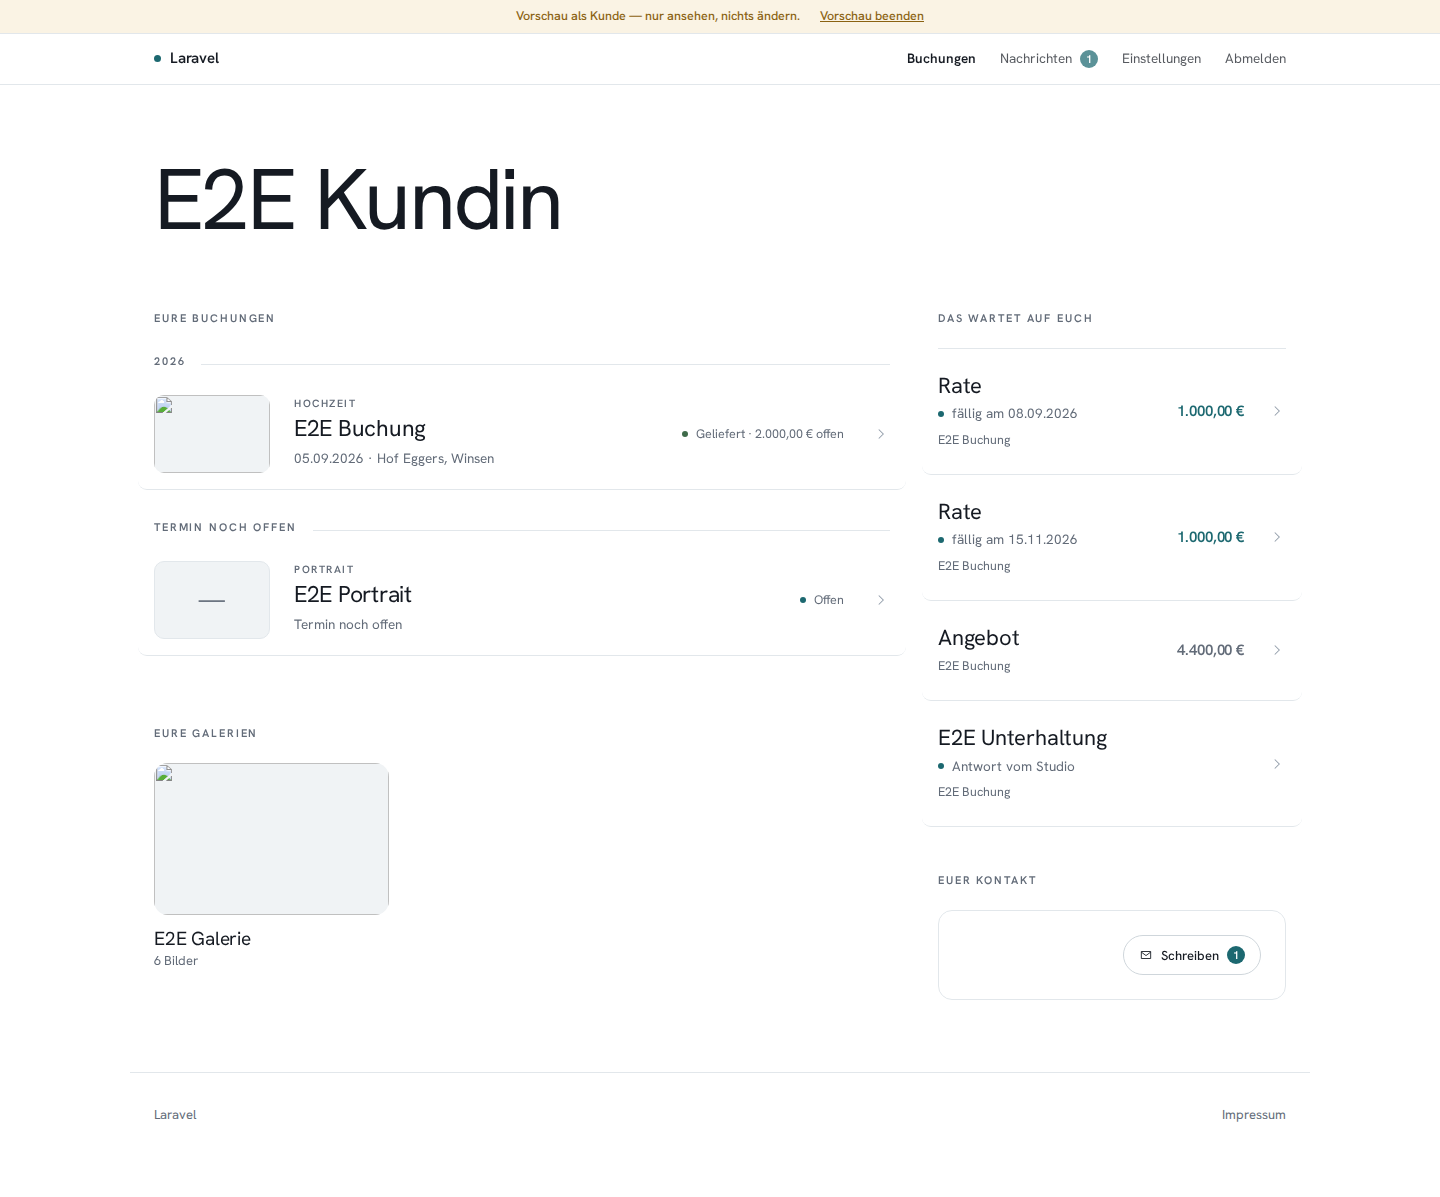 Vorschau als Kunde — nur ansehen, nichts ändern. Vorschau beenden
Laravel
Buchungen Nachrichten 1 Einstellungen Abmelden
E2E Kundin
EURE BUCHUNGEN
2026
HOCHZEIT
E2E Buchung
05.09.2026 · Hof Eggers, Winsen
Geliefert · 2.000,00 € offen
TERMIN NOCH OFFEN
—
PORTRAIT
E2E Portrait
Termin noch offen
Offen
EURE GALERIEN
E2E Galerie
6 Bilder
DAS WARTET AUF EUCH
Rate
fällig am 08.09.2026
E2E Buchung
1.000,00 €
Rate
fällig am 15.11.2026
E2E Buchung
1.000,00 €
Angebot
E2E Buchung
4.400,00 €
E2E Unterhaltung
Antwort vom Studio
E2E Buchung
EUER KONTAKT
Schreiben 1
Laravel
Impressum